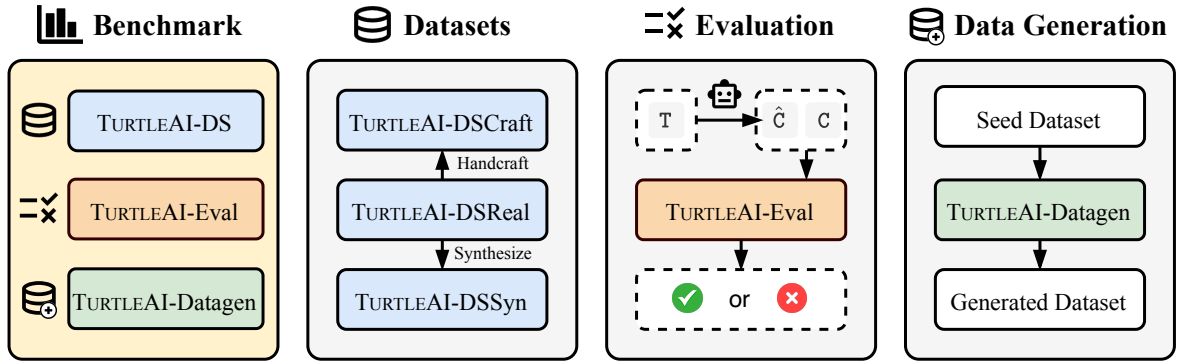 Benchmark
TURTLEAI-DS
TURTLEAI-Eval
TURTLEAI-Datagen
Datasets
TURTLEAI-DSCraft
Handcraft
TURTLEAI-DSReal
Synthesize
TURTLEAI-DSSyn
Evaluation
T
Ĉ C
TURTLEAI-Eval
or
Data Generation
Seed Dataset
TURTLEAI-Datagen
Generated Dataset